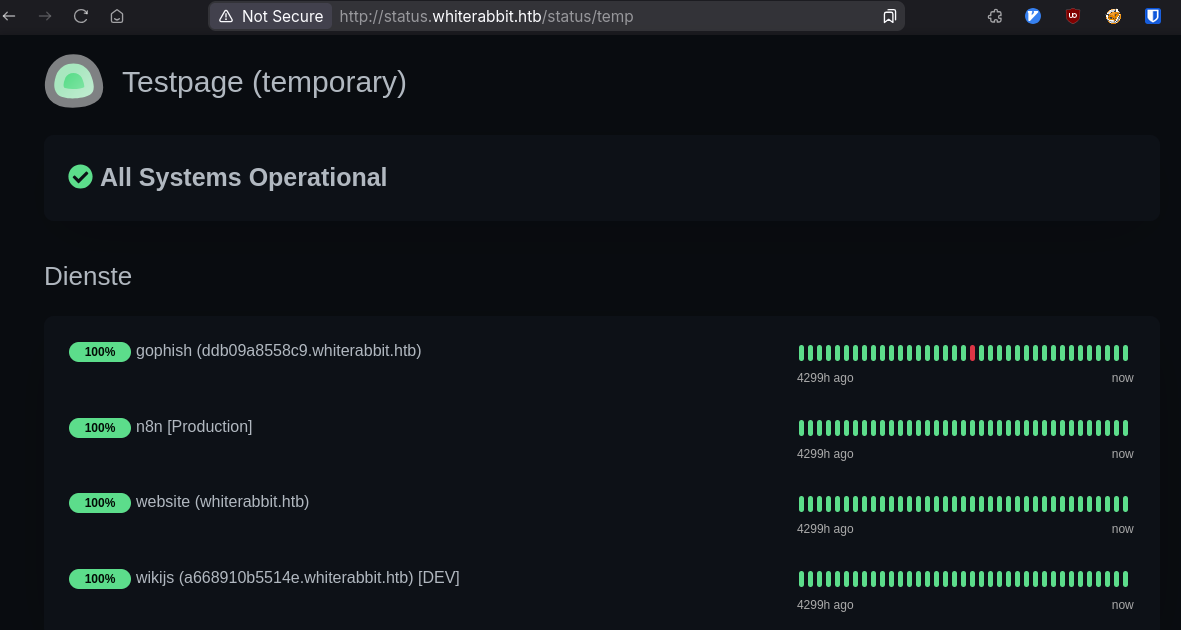 Not Secure http://status.whiterabbit.htb/status/temp
Testpage (temporary)
All Systems Operational
Dienste
100% gophish (ddb09a8558c9.whiterabbit.htb)
4299h ago now
100% n8n [Production]
4299h ago now
100% website (whiterabbit.htb)
4299h ago now
100% wikijs (a668910b5514e.whiterabbit.htb) [DEV]
4299h ago now